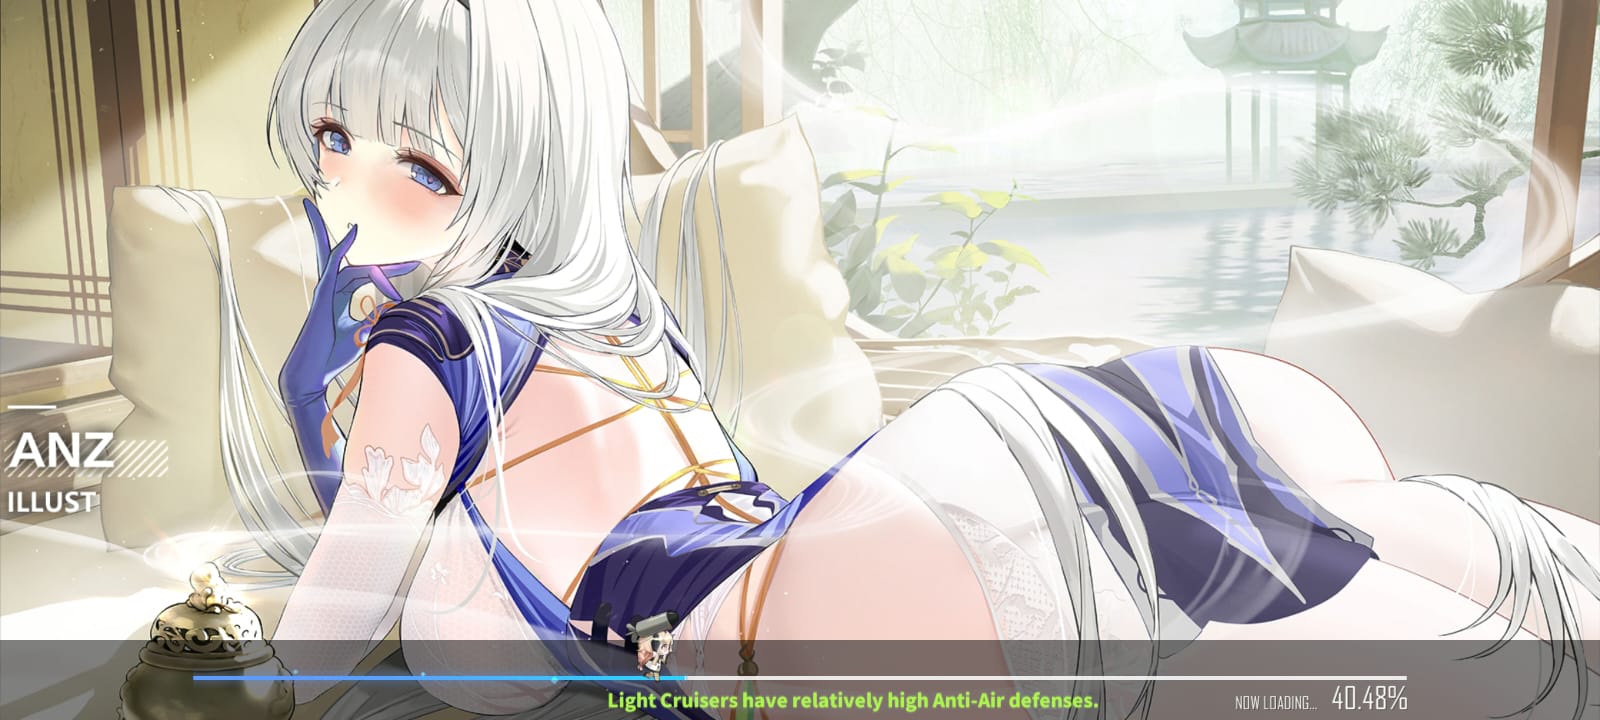 ANZ
ILLUST
Light Cruisers have relatively high Anti-Air defenses.
NOW LOADING... 40.48%